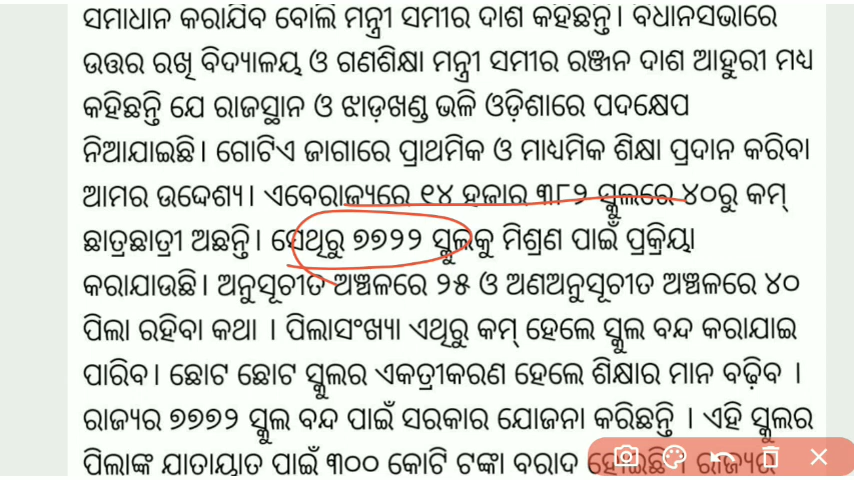 ସମାଧାନ କରାଯିବ ବୋଲି ମନ୍ତ୍ରୀ ସମୀର ଦାଶ କହିଛନ୍ତି। ବିଧାନସଭାରେ
ଉତ୍ତର ରଖି ବିଦ୍ୟାଳୟ ଓ ଗଣଶିକ୍ଷା ମନ୍ତ୍ରୀ ସମୀର ରଞ୍ଜନ ଦାଶ ଆହୁରୀ ମଧ୍ୟ
କହିଛନ୍ତି ଯେ ରାଜସ୍ଥାନ ଓ ଝାଡ଼ଖଣ୍ଡ ଭଳି ଓଡ଼ିଶାରେ ପଦକ୍ଷେପ
ନିଆଯାଇଛି। ଗୋଟିଏ ଜାଗାରେ ପ୍ରାଥମିକ ଓ ମାଧ୍ୟମିକ ଶିକ୍ଷା ପ୍ରଦାନ କରିବା
ଆମର ଉଦ୍ଦେଶ୍ୟ। ଏବେରାଜ୍ୟରେ ୧୪ ହଜାର ୩୮୨ ସ୍କୁଲରେ ୪୦ରୁ କମ୍
ଛାତ୍ରଛାତ୍ରୀ ଅଛନ୍ତି। ସେଥିରୁ ୭୭୨୨ ସ୍କୁଲକୁ ମିଶ୍ରଣ ପାଇଁ ପ୍ରକ୍ରିୟା
କରାଯାଉଛି। ଅନୁସୂଚୀତ ଅଞ୍ଚଳରେ ୨୫ ଓ ଅଣଅନୁସୂଚୀତ ଅଞ୍ଚଳରେ ୪୦
ପିଲା ରହିବା କଥା । ପିଲାସଂଖ୍ୟା ଏଥିରୁ କମ୍ ହେଲେ ସ୍କୁଲ ବନ୍ଦ କରାଯାଇ
ପାରିବ। ଛୋଟ ଛୋଟ ସ୍କୁଲର ଏକତ୍ରୀକରଣ ହେଲେ ଶିକ୍ଷାର ମାନ ବଢ଼ିବ ।
ରାଜ୍ୟର ୭୭୭୨ ସ୍କୁଲ ବନ୍ଦ ପାଇଁ ସରକାର ଯୋଜନା କରିଛନ୍ତି । ଏହି ସ୍କୁଲର
ପିଲାଙ୍କ ଯାତାୟାତ ପାଇଁ ୩୦୦ କୋଟି ଟଙ୍କା ବରାଦ ହୋଇଛି । ରାଜ୍ୟର